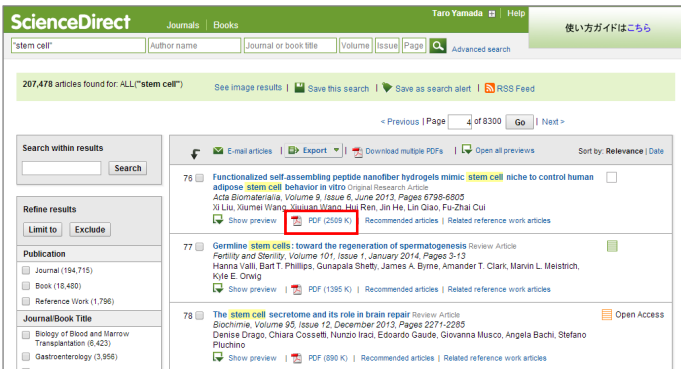 ScienceDirect
Journals | Books
Taro Yamada + | Help
使い方ガイドはこちら
"stem cell" Author name Journal or book title Volume Issue Page Advanced search
207,478 articles found for: ALL("stem cell") See image results | Save this search | Save as search alert | RSS Feed
< Previous | Page 4 of 8300 Go | Next >
Search within results
Search
Refine results
Limit to Exclude
Publication
Journal (194,715)
Book (18,480)
Reference Work (1,796)
Journal/Book Title
Biology of Blood and Marrow
Transplantation (6,423)
Gastroenterology (3,956)
E-mail articles | Export | Download multiple PDFs | Open all previews Sort by: Relevance | Date
76 Functionalized self-assembling peptide nanofiber hydrogels mimic stem cell niche to control human
adipose stem cell behavior in vitro Original Research Article
Acta Biomaterialia, Volume 9, Issue 6, June 2013, Pages 6798-6805
Xi Liu, Xiumei Wang, Xiujuan Wang, Hui Ren, Jin He, Lin Qiao, Fu-Zhai Cui
Show preview | PDF (2509 K) | Recommended articles | Related reference work articles
77 Germline stem cells: toward the regeneration of spermatogenesis Review Article
Fertility and Sterility, Volume 101, Issue 1, January 2014, Pages 3-13
Hanna Valli, Bart T. Phillips, Gunapala Shetty, James A. Byrne, Amander T. Clark, Marvin L. Meistrich,
Kyle E. Orwig
Show preview | PDF (1395 K) | Recommended articles | Related reference work articles
78 The stem cell secretome and its role in brain repair Review Article Open Access
Biochimie, Volume 95, Issue 12, December 2013, Pages 2271-2285
Denise Drago, Chiara Cossetti, Nunzio Iraci, Edoardo Gaude, Giovanna Musco, Angela Bachi, Stefano
Pluchino
Show preview | PDF (890 K) | Recommended articles | Related reference work articles